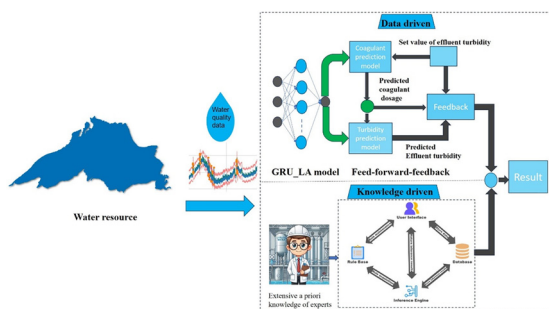 Data driven
Coagulant
prediction
model
Set value of effluent turbidity
Predicted
coagulant
dosage
Feedback
Turbidity
prediction
model
Predicted
Effluent turbidity
GRU_LA model
Feed-forward-feedback
Water
quality
data
Water resource
Result
Knowledge driven
User Interface
Rule Base
Database
Inference Engine
Extensive a priori
knowledge of experts